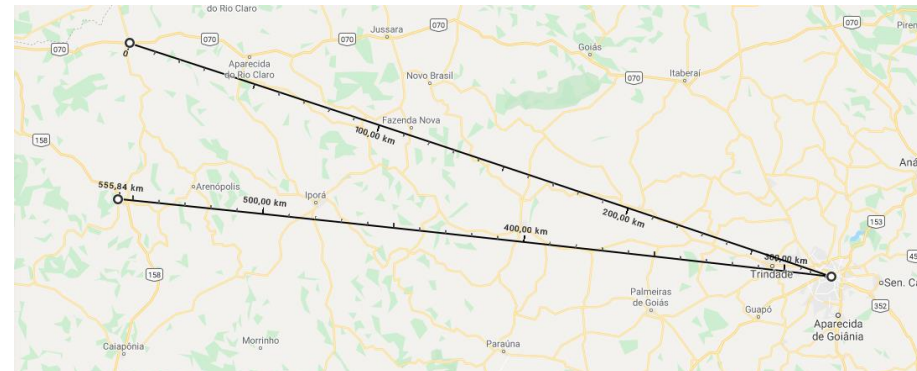 do Rio Claro
070
070
070
070
Jussara
Goiás
Piren
0
Aparecida
do Rio Claro
Novo Brasil
070
Itaberaí
Fazenda Nova
100,00 km
158
Aná
555,84 km
Arenópolis
Iporá
500,00 km
200,00 km
400,00 km
153
300,00 km
Trindade
45
158
Sen. Ca
Palmeiras
de Goiás
Guapó
352
Aparecida
de Goiânia
Caiapônia
Morrinho
Paraúna